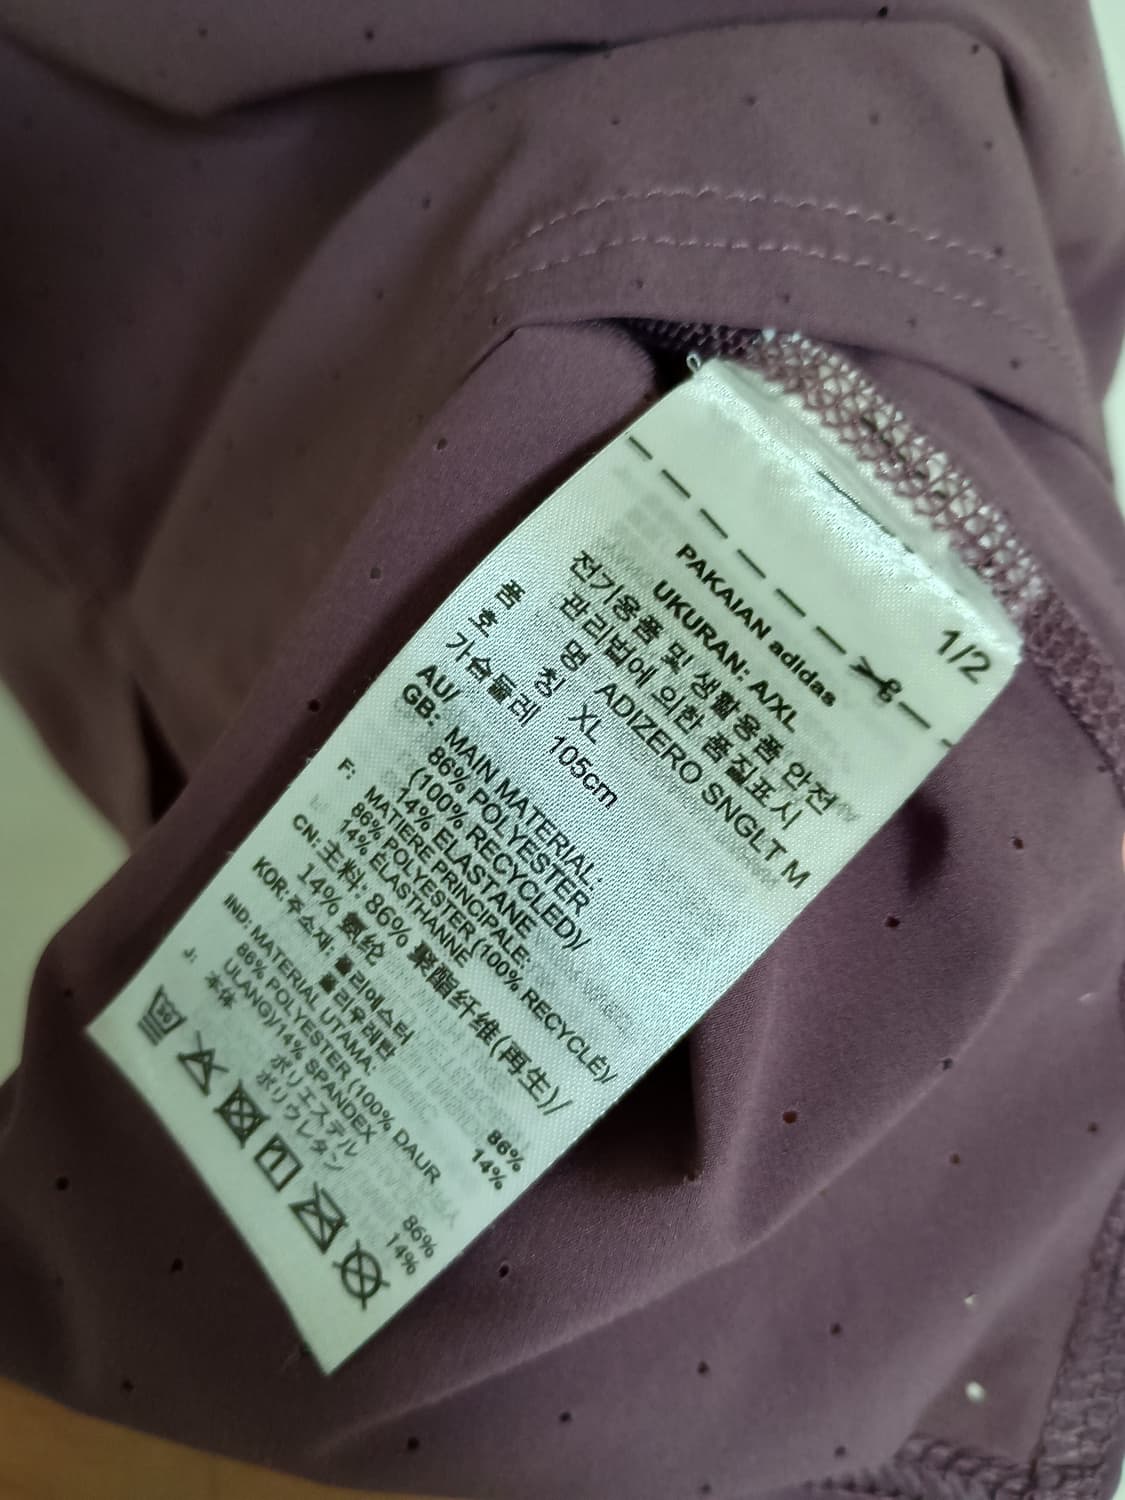 1/2
PAKAIAN adidas
UKURAN: A/XL
전기용품 및 생활용품 안전
관리법에 의한 품질표시
품 명 ADIZERO SNGLT M
호 칭 XL
가슴둘레 105cm
AU/
GB: MAIN MATERIAL:
86% POLYESTER
(100% RECYCLED)/
14% ELASTANE
F: MATIERE PRINCIPALE:
86% POLYESTER (100% RECYCLÉ)/
14% ÉLASTHANNE
CN: 主料: 86% 聚酯纤维(再生)/
14% 氨纶
KOR: 주소재: 폴리에스터 86%
폴리우레탄 14%
IND: MATERIAL UTAMA:
86% POLYESTER (100% DAUR
ULANG)/14% SPANDEX
J: 本体 ポリエステル 86%
ポリウレタン 14%
30